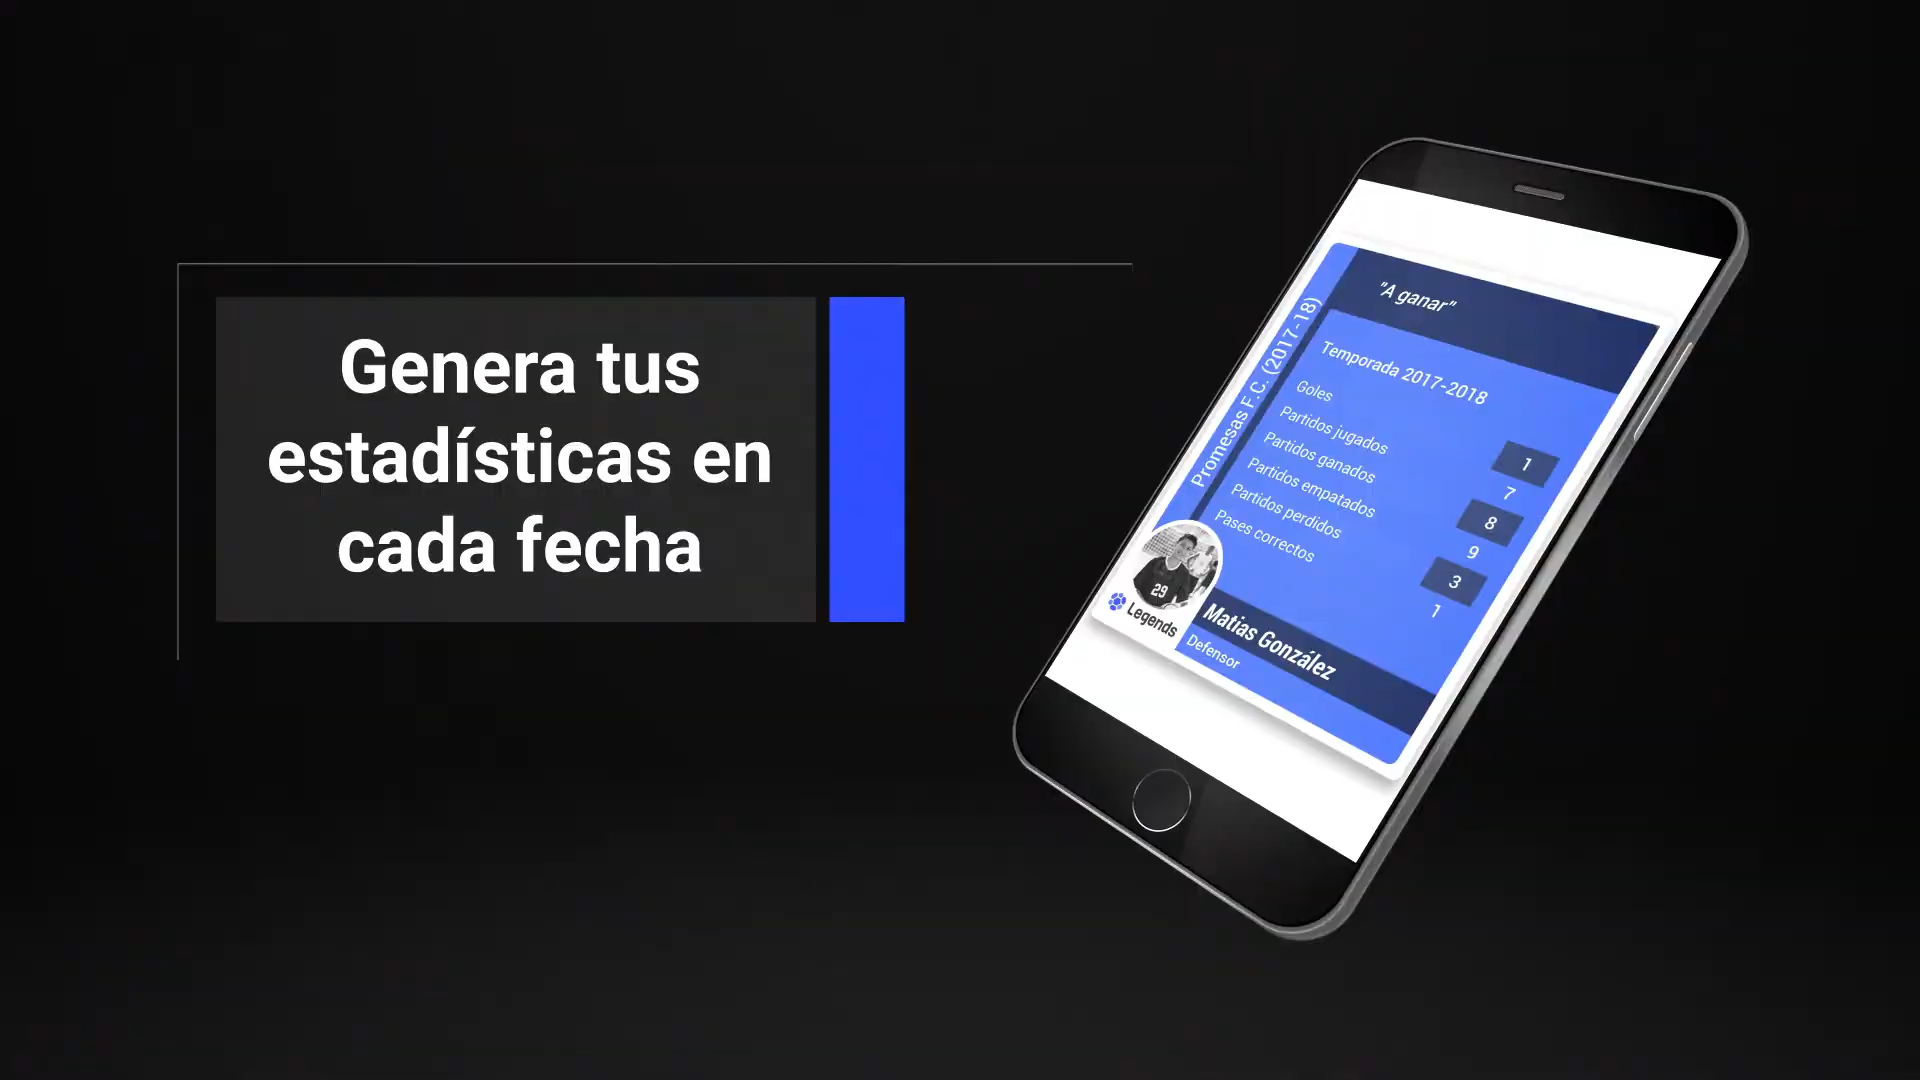 Genera tus
estadísticas en
cada fecha
"A ganar"
Promesas F.C. (2017-18)
Temporada 2017-2018
Goles
Partidos jugados
Partidos ganados
Partidos empatados
Partidos perdidos
Pases correctos
1
7
8
9
3
1
29
Legends
Matias González
Defensor